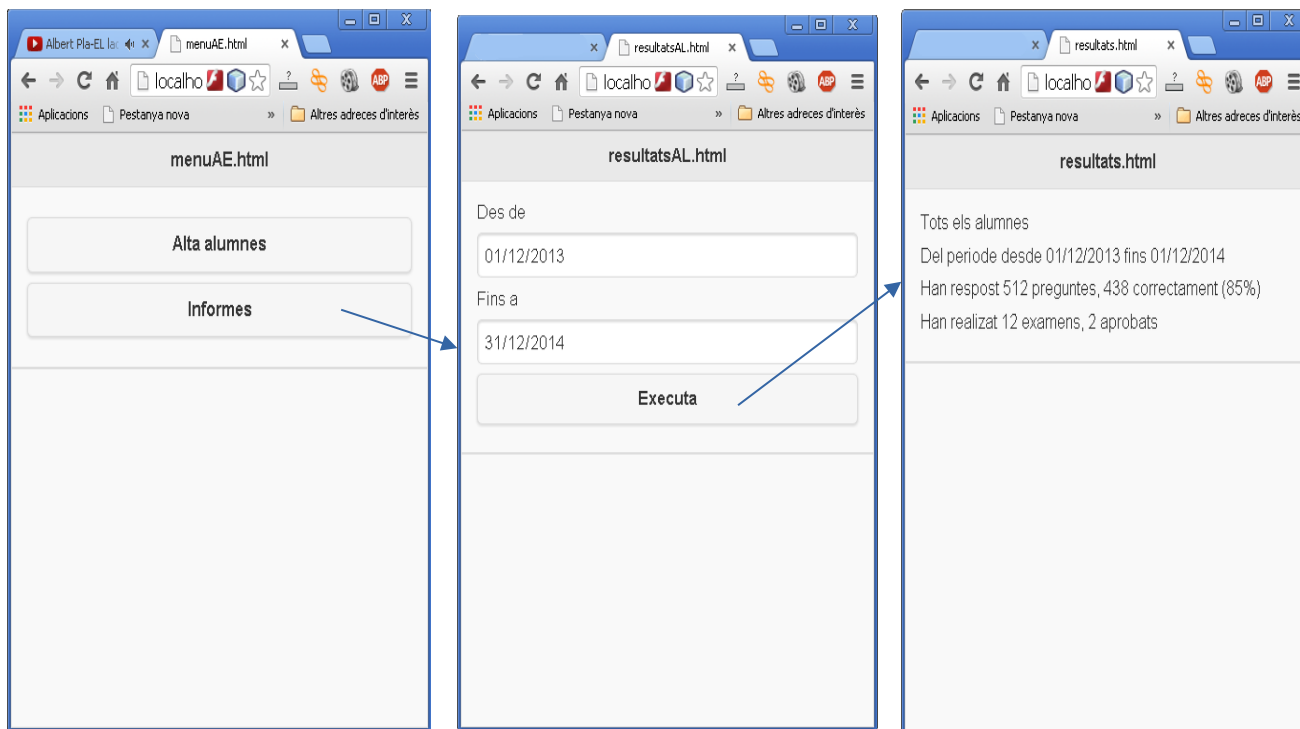 Albert Pla-EL la
menuAE.html
localho
Aplicacions
Pestanya nova
»
Altres adreces d'interès
menuAE.html
Alta alumnes
Informes
resultatsAL.html
localho
Aplicacions
Pestanya nova
»
Altres adreces d'interès
resultatsAL.html
Des de
01/12/2013
Fins a
31/12/2014
Executa
resultats.html
localho
Aplicacions
Pestanya nova
»
Altres adreces d'interès
resultats.html
Tots els alumnes
Del periode desde 01/12/2013 fins 01/12/2014
Han respost 512 preguntes, 438 correctament (85%)
Han realizat 12 examens, 2 aprobats